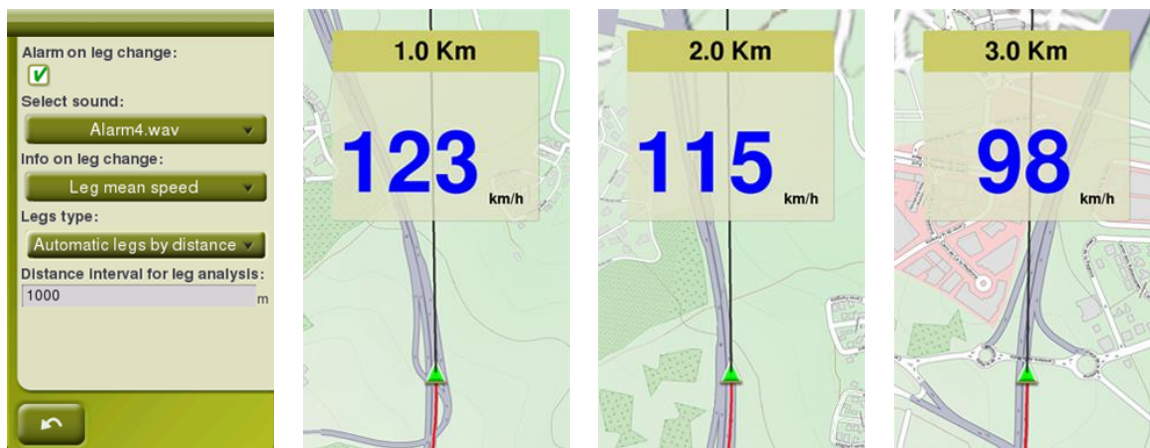 Alarm on leg change:
Select sound:
Alarm4.wav
Info on leg change:
Leg mean speed
Legs type:
Automatic legs by distance
Distance interval for leg analysis:
1000
m
1.0 Km
123
km/h
2.0 Km
115
km/h
3.0 Km
98
km/h